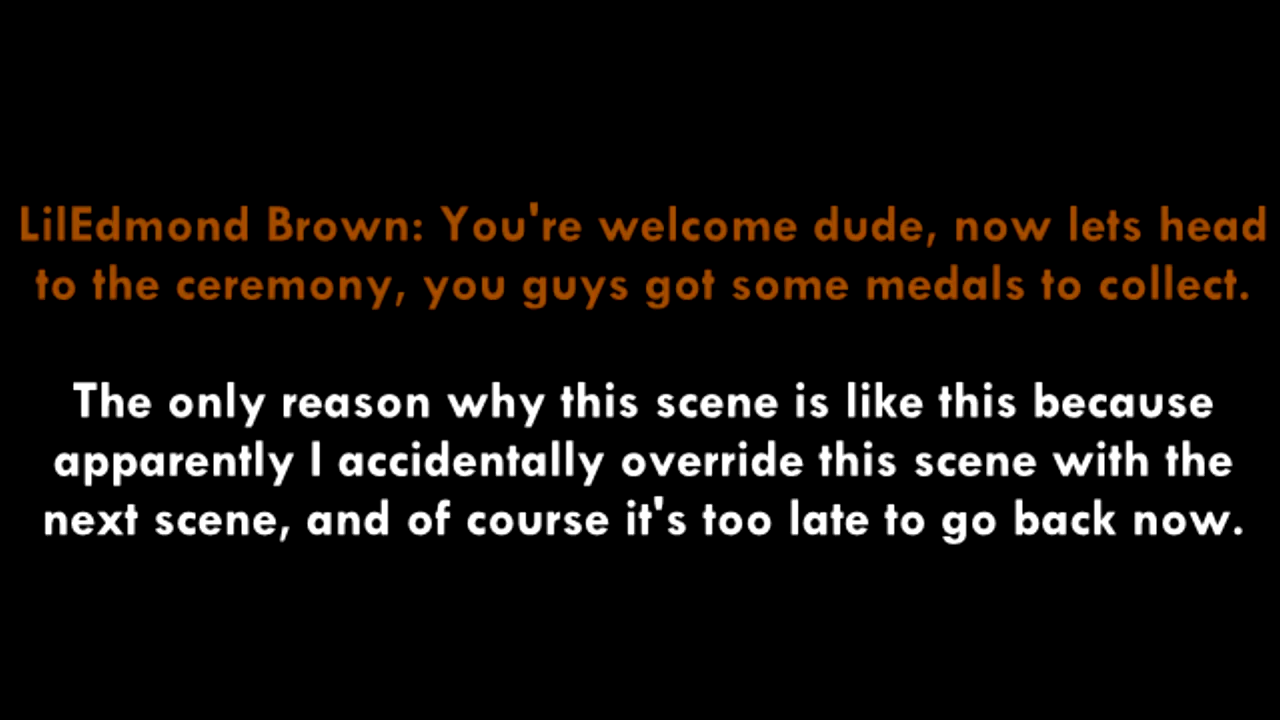 LilEdmond Brown: You're welcome dude, now lets head
to the ceremony, you guys got some medals to collect.
The only reason why this scene is like this because
apparently I accidentally override this scene with the
next scene, and of course it's too late to go back now.